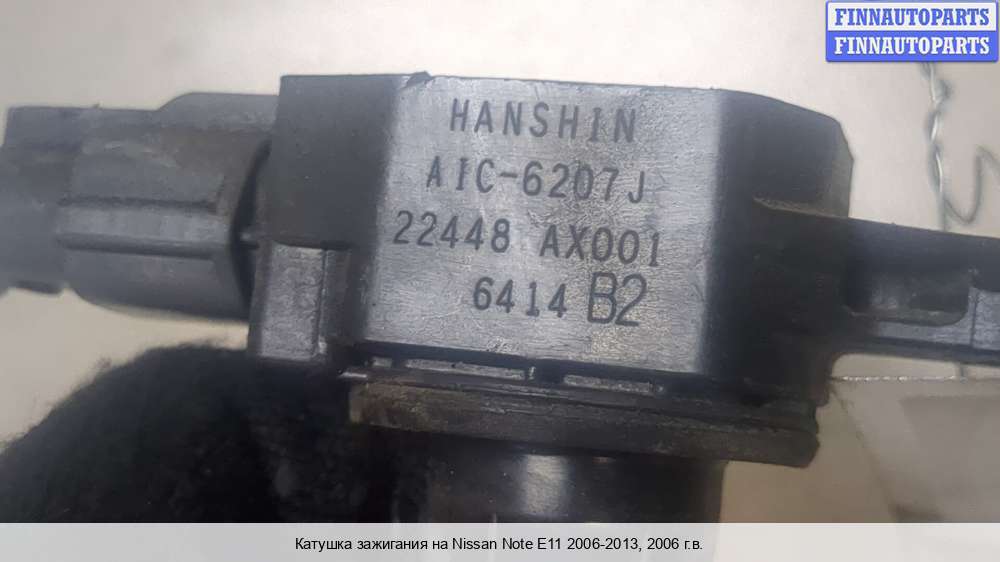 FINNAUTOPARTS
FINNAUTOPARTS
HANSHIN
AIC-6207J
22448 AX001
6414 B2
Катушка зажигания на Nissan Note E11 2006-2013, 2006 г.в.